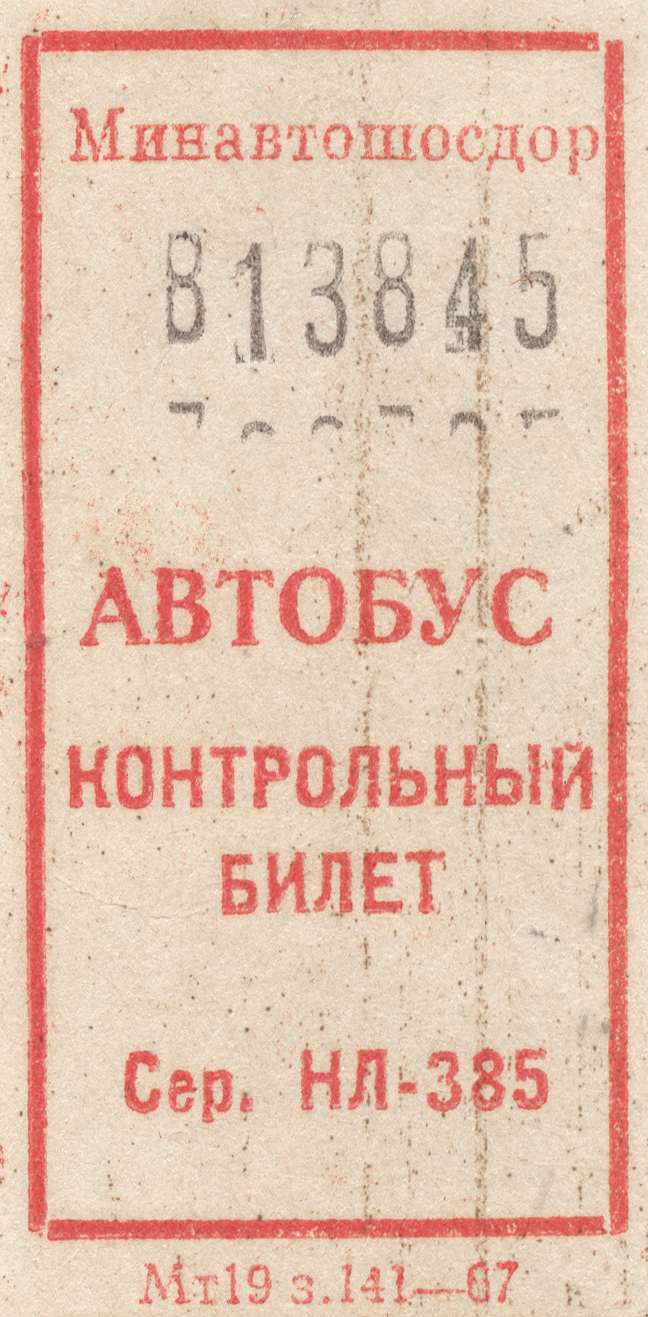 Минавтошосдор
813845
АВТОБУС
КОНТРОЛЬНЫЙ
БИЛЕТ
Сер. НЛ-385
Мт19 з.141—67